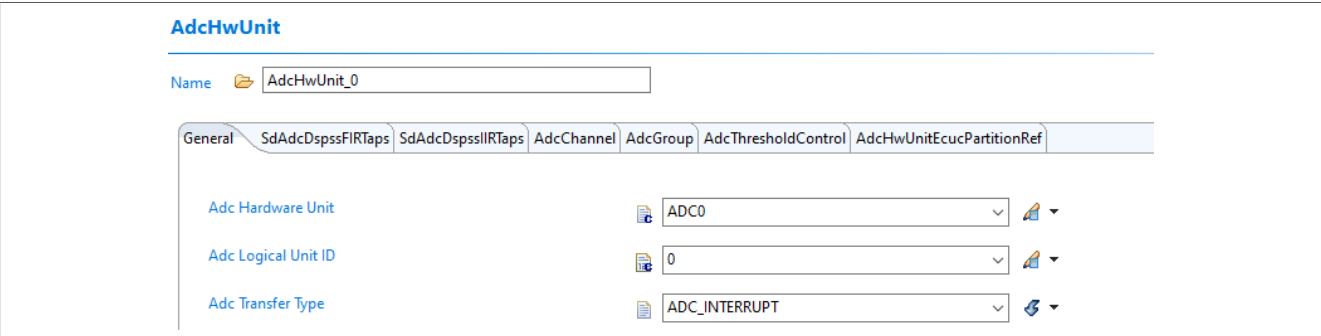 AdcHwUnit
Name AdcHwUnit_0
General SdAdcDspssFIRTaps SdAdcDspssIIRTaps AdcChannel AdcGroup AdcThresholdControl AdcHwUnitEcucPartitionRef
Adc Hardware Unit ADC0
Adc Logical Unit ID 0
Adc Transfer Type ADC_INTERRUPT